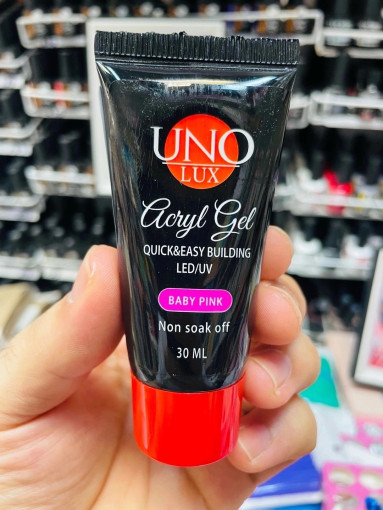 UNO
LUX
Acryl Gel
QUICK&EASY BUILDING
LED/UV
BABY PINK
Non soak off
30 ML